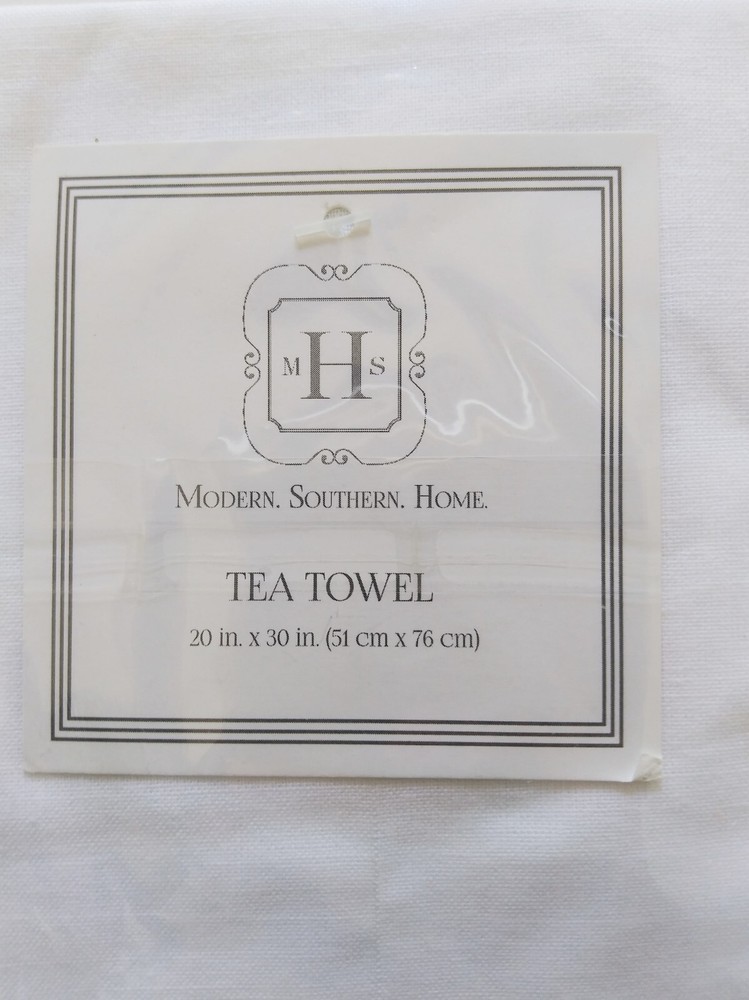 M H S
Modern. Southern. Home.
TEA TOWEL
20 in. x 30 in. (51 cm x 76 cm)